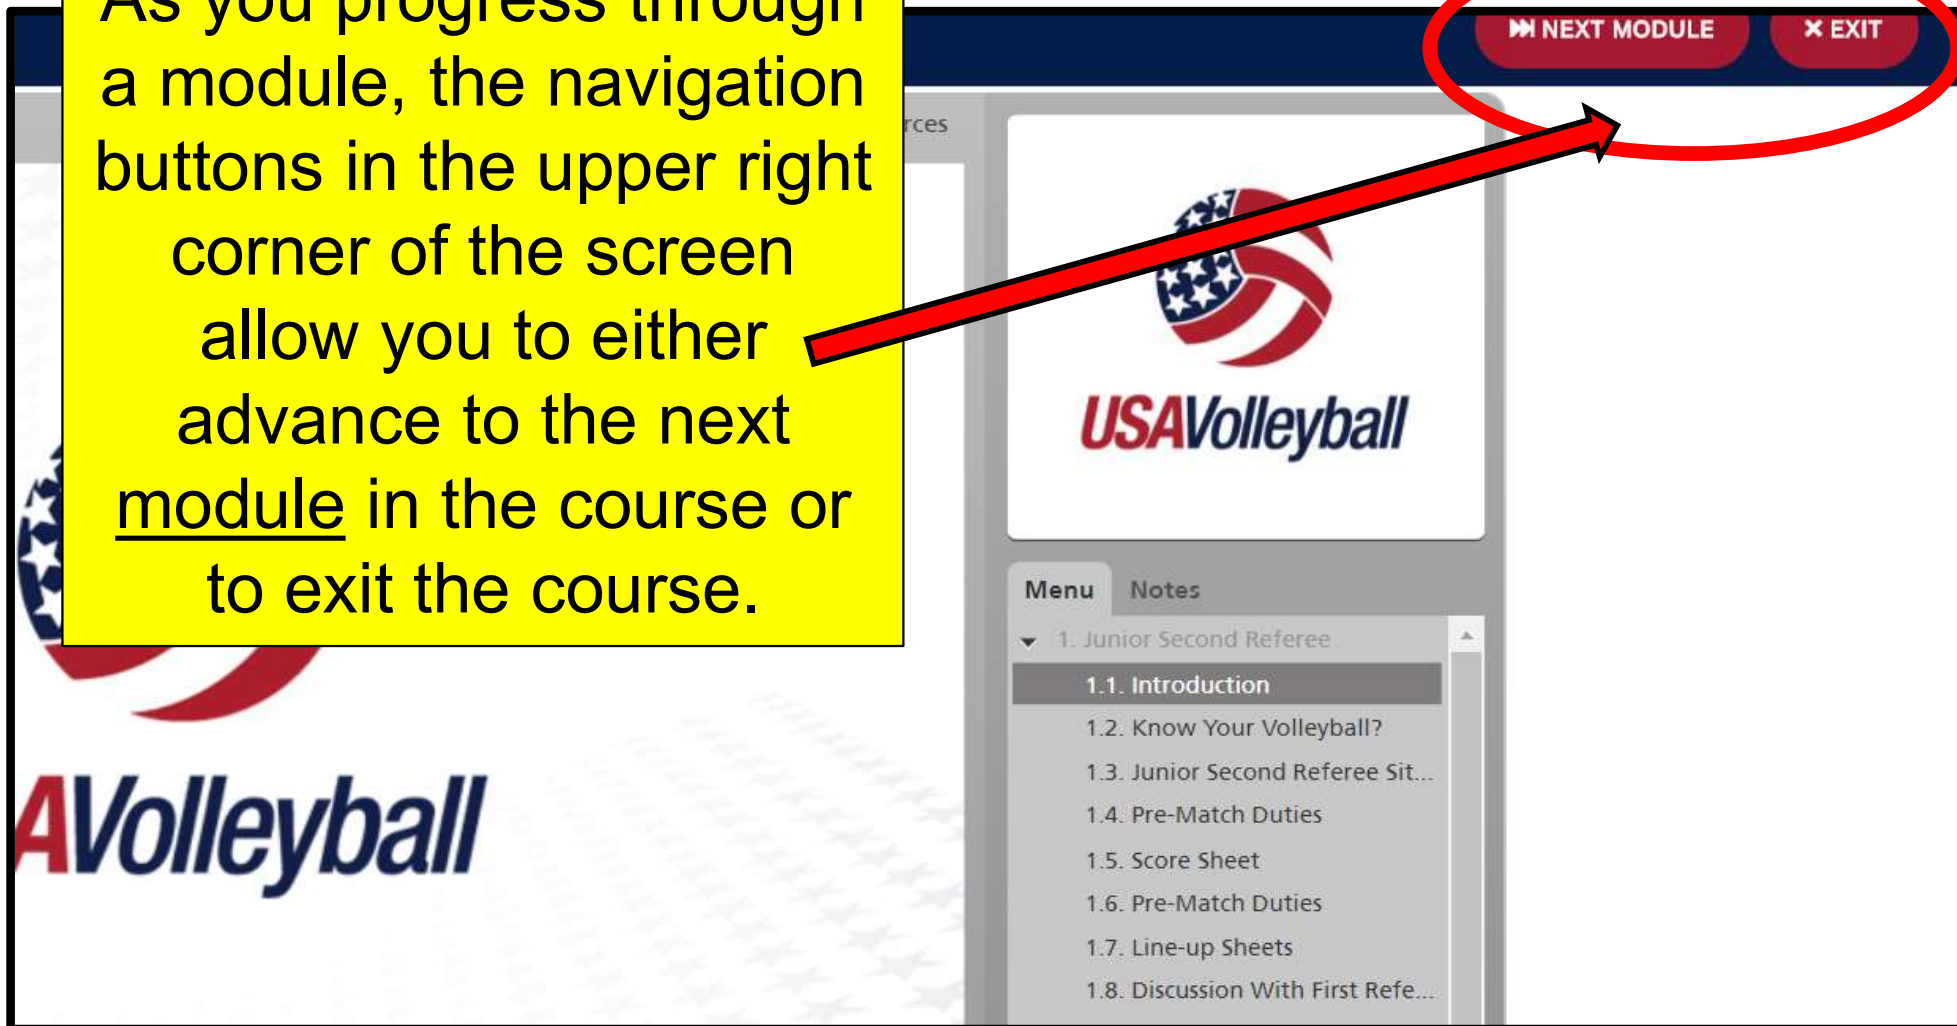 As you progress through
a module, the navigation
buttons in the upper right
corner of the screen
allow you to either
advance to the next
module in the course or
to exit the course.
NEXT MODULE
EXIT
rces
USAVolleyball
Menu Notes
1. Junior Second Referee
1.1. Introduction
1.2. Know Your Volleyball?
1.3. Junior Second Referee Sit...
1.4. Pre-Match Duties
1.5. Score Sheet
1.6. Pre-Match Duties
1.7. Line-up Sheets
1.8. Discussion With First Refe...
AVolleyball